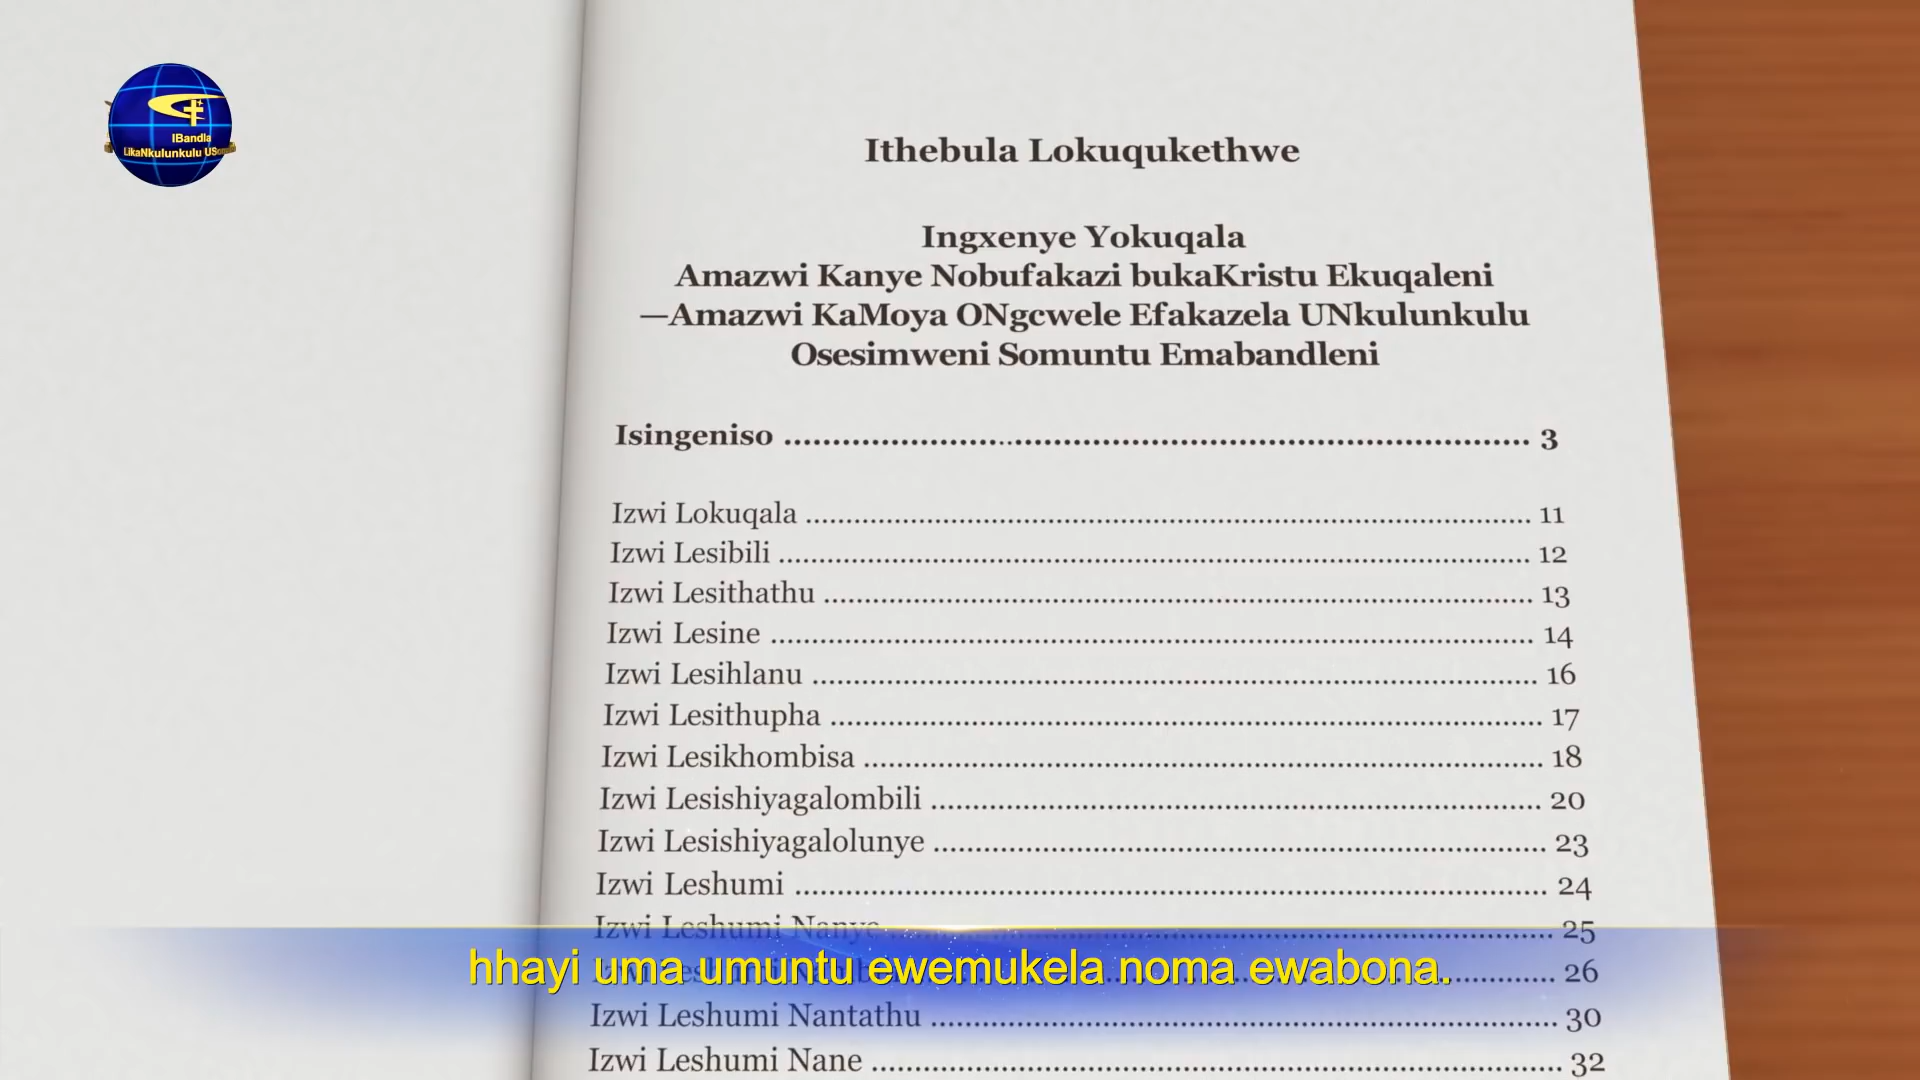 IBandla
LikaNkulunkulu
Ithebula Lokuqukethwe
Ingxenye Yokuqala
Amazwi Kanye Nobufakazi bukaKristu Ekuqaleni
—Amazwi KaMoya ONgcwele Efakazela UNkulunkulu
Osesimweni Somuntu Emabandleni
Isingeniso ........................................................................... 3
Izwi Lokuqala ........................................................................... 11
Izwi Lesibili ........................................................................... 12
Izwi Lesithathu ........................................................................... 13
Izwi Lesine ........................................................................... 14
Izwi Lesihlanu ........................................................................... 16
Izwi Lesithupha ........................................................................... 17
Izwi Lesikhombisa ........................................................................... 18
Izwi Lesishiyagalombili ........................................................................... 20
Izwi Lesishiyagalolunye ........................................................................... 23
Izwi Leshumi ........................................................................... 24
Izwi Leshumi Nanye ........................................................................... 25
26
hhayi uma umuntu ewemukela noma ewabona.
Izwi Leshumi Nantathu ........................................................................... 30
Izwi Leshumi Nane ........................................................................... 32